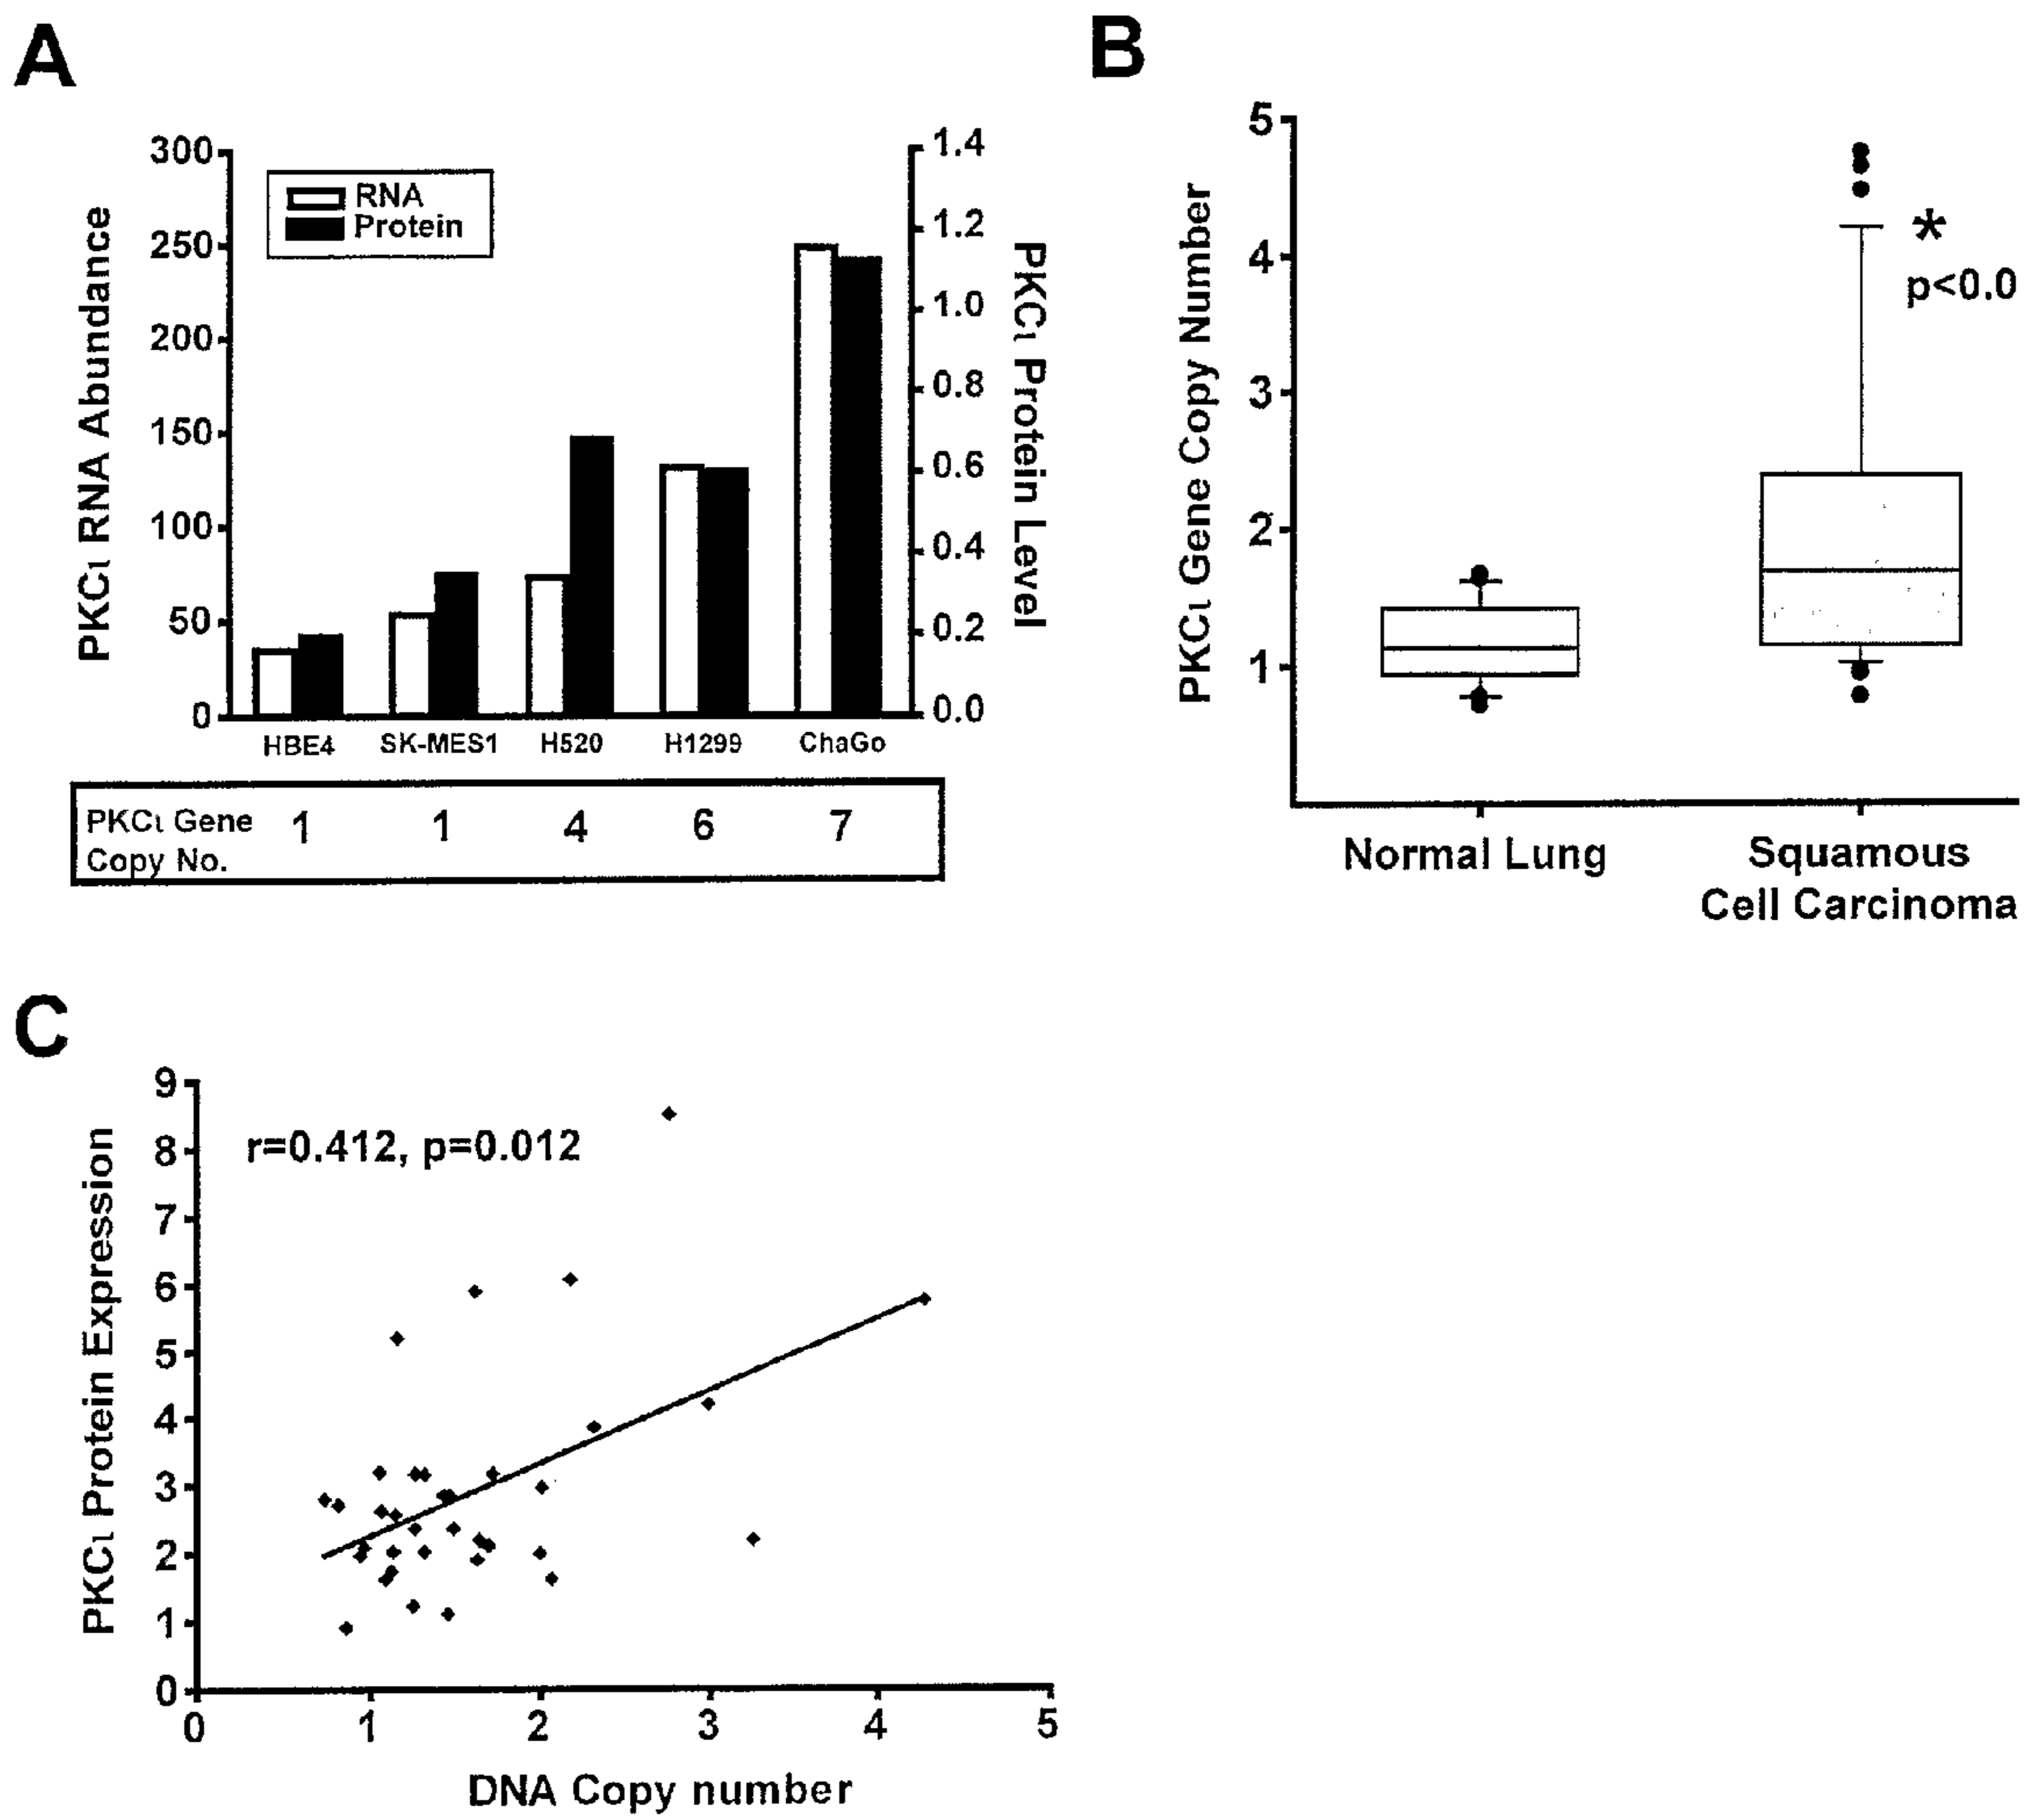 A
300
250
200
150
100
50
0
PKCι RNA Abundance
RNA
Protein
1.4
1.2
1.0
0.8
0.6
0.4
0.2
0.0
PKCι Protein Level
HBE4 SK-MES1 H520 H1299 ChaGo
PKCι Gene 1 1 4 6 7
Copy No.
B
5
4
3
2
1
PKCι Gene Copy Number
*
p<0.0
Normal Lung
Squamous
Cell Carcinoma
C
9
8
7
6
5
4
3
2
1
0
PKCι Protein Expression
r=0.412, p=0.012
0 1 2 3 4 5
DNA Copy number